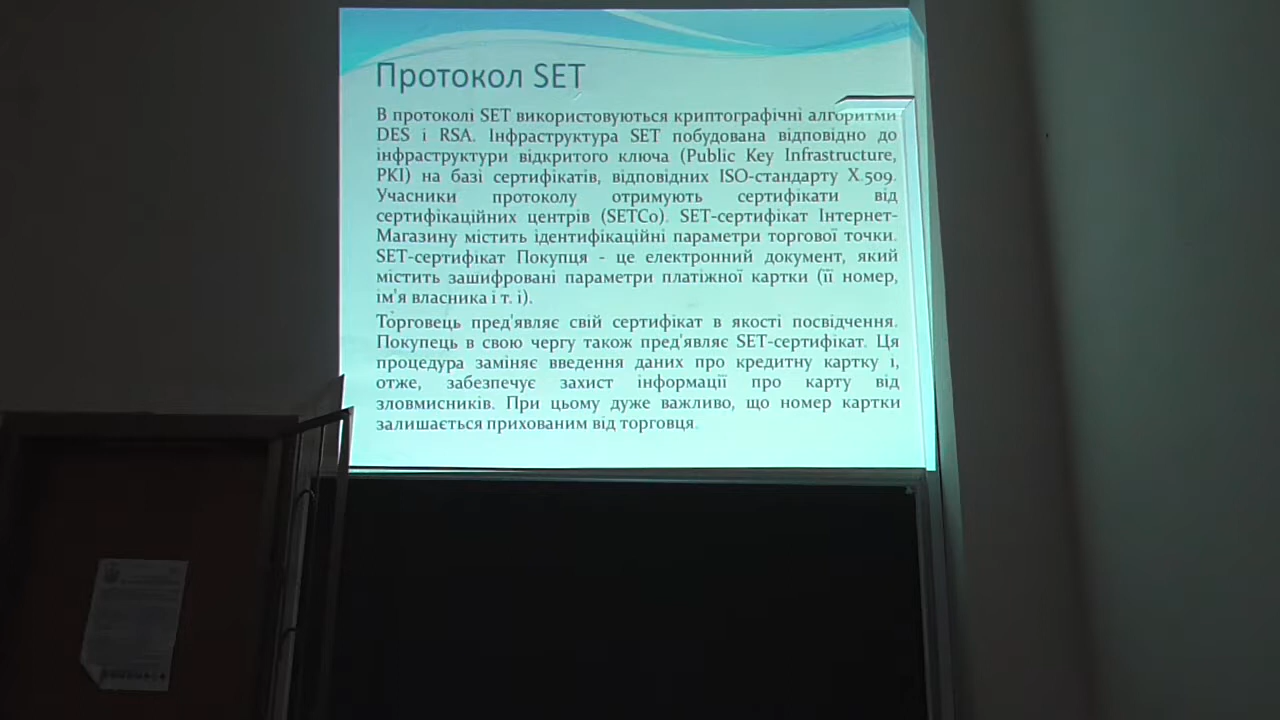 Протокол SET
В протоколі SET використовуються криптографічні алгоритми
DES і RSA. Інфраструктура SET побудована відповідно до
інфраструктури відкритого ключа (Public Key Infrastructure,
PKI) на базі сертифікатів, відповідних ISO-стандарту X.509.
Учасники протоколу отримують сертифікати від
сертифікаційних центрів (SETCo). SET-сертифікат Інтернет-
Магазину містить ідентифікаційні параметри торгової точки.
SET-сертифікат Покупця - це електронний документ, який
містить зашифровані параметри платіжної картки (її номер,
ім'я власника і т. і).
Торговець пред'являє свій сертифікат в якості посвідчення.
Покупець в свою чергу також пред'являє SET-сертифікат. Ця
процедура заміняє введення даних про кредитну картку і,
отже, забезпечує захист інформації про карту від
зловмисників. При цьому дуже важливо, що номер картки
залишається прихованим від торговця.